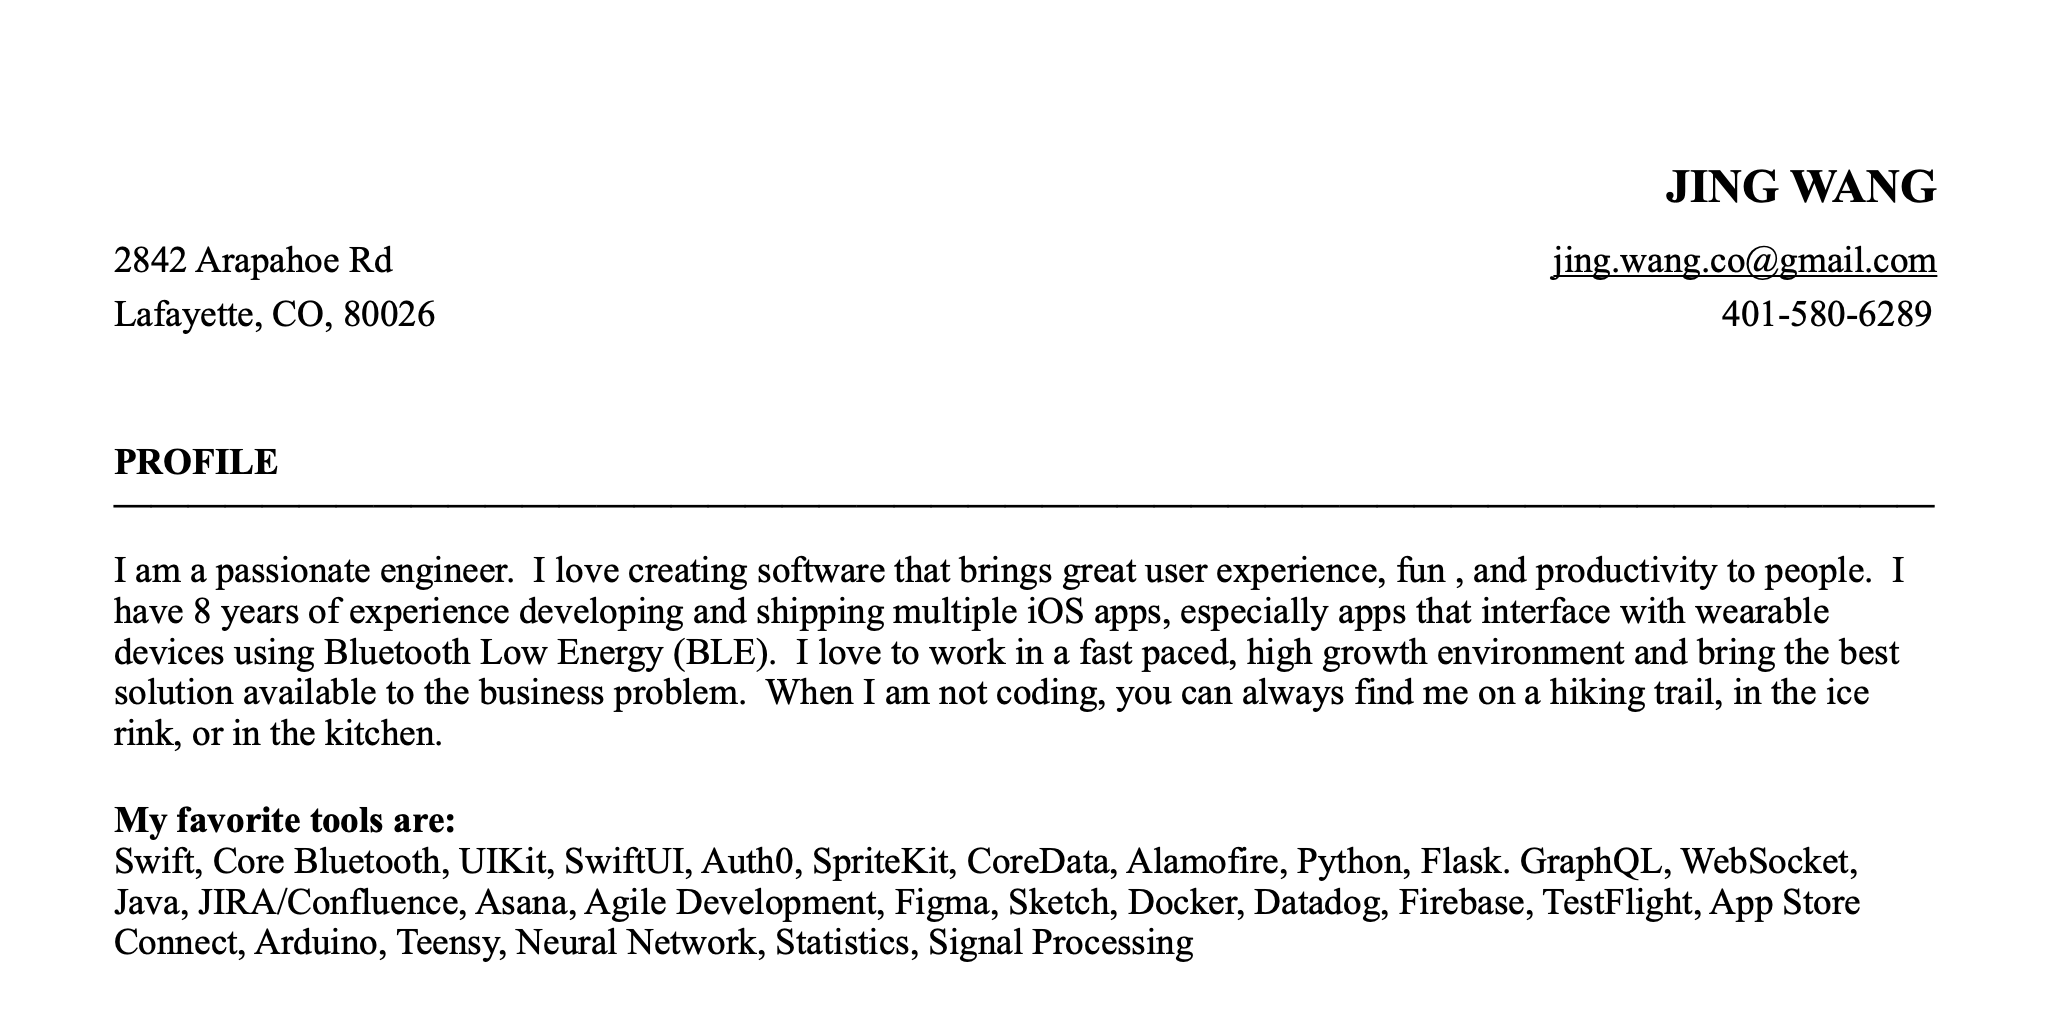 JING WANG
2842 Arapahoe Rd jing.wang.co@gmail.com
Lafayette, CO, 80026 401-580-6289
PROFILE
I am a passionate engineer.  I love creating software that brings great user experience, fun , and productivity to people.  I
have 8 years of experience developing and shipping multiple iOS apps, especially apps that interface with wearable
devices using Bluetooth Low Energy (BLE).  I love to work in a fast paced, high growth environment and bring the best
solution available to the business problem.  When I am not coding, you can always find me on a hiking trail, in the ice
rink, or in the kitchen.
My favorite tools are:
Swift, Core Bluetooth, UIKit, SwiftUI, Auth0, SpriteKit, CoreData, Alamofire, Python, Flask. GraphQL, WebSocket,
Java, JIRA/Confluence, Asana, Agile Development, Figma, Sketch, Docker, Datadog, Firebase, TestFlight, App Store
Connect, Arduino, Teensy, Neural Network, Statistics, Signal Processing